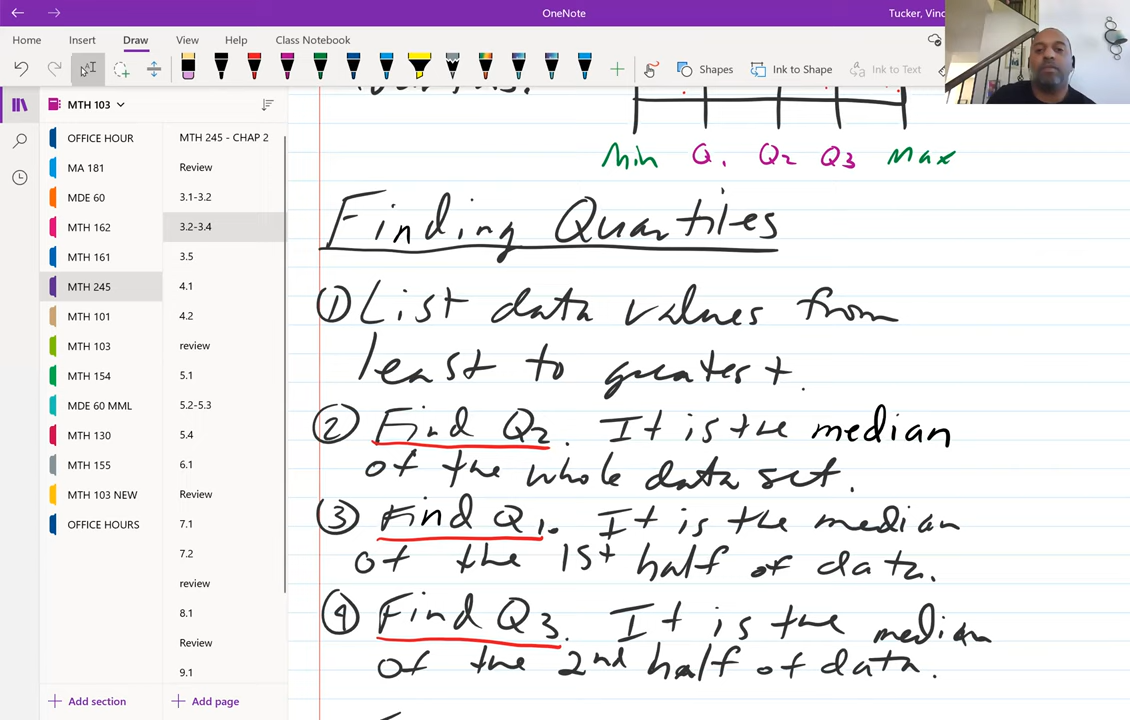 OneNote
Tucker, Vinc
Home Insert Draw View Help Class Notebook
Shapes Ink to Shape Ink to Text
MTH 103
OFFICE HOUR
MA 181
MDE 60
MTH 162
MTH 161
MTH 245
MTH 101
MTH 103
MTH 154
MDE 60 MML
MTH 130
MTH 155
MTH 103 NEW
OFFICE HOURS
Add section
MTH 245 - CHAP 2
Review
3.1-3.2
3.2-3.4
3.5
4.1
4.2
review
5.1
5.2-5.3
5.4
6.1
Review
7.1
7.2
review
8.1
Review
9.1
Add page
Min Q1 Q2 Q3 Max
Finding Quantiles
① List data values from
least to greatest.
② Find Q2. It is the median
of the whole data set.
③ Find Q1. It is the median
of the 1st half of data.
④ Find Q3. It is the median
of the 2nd half of data.